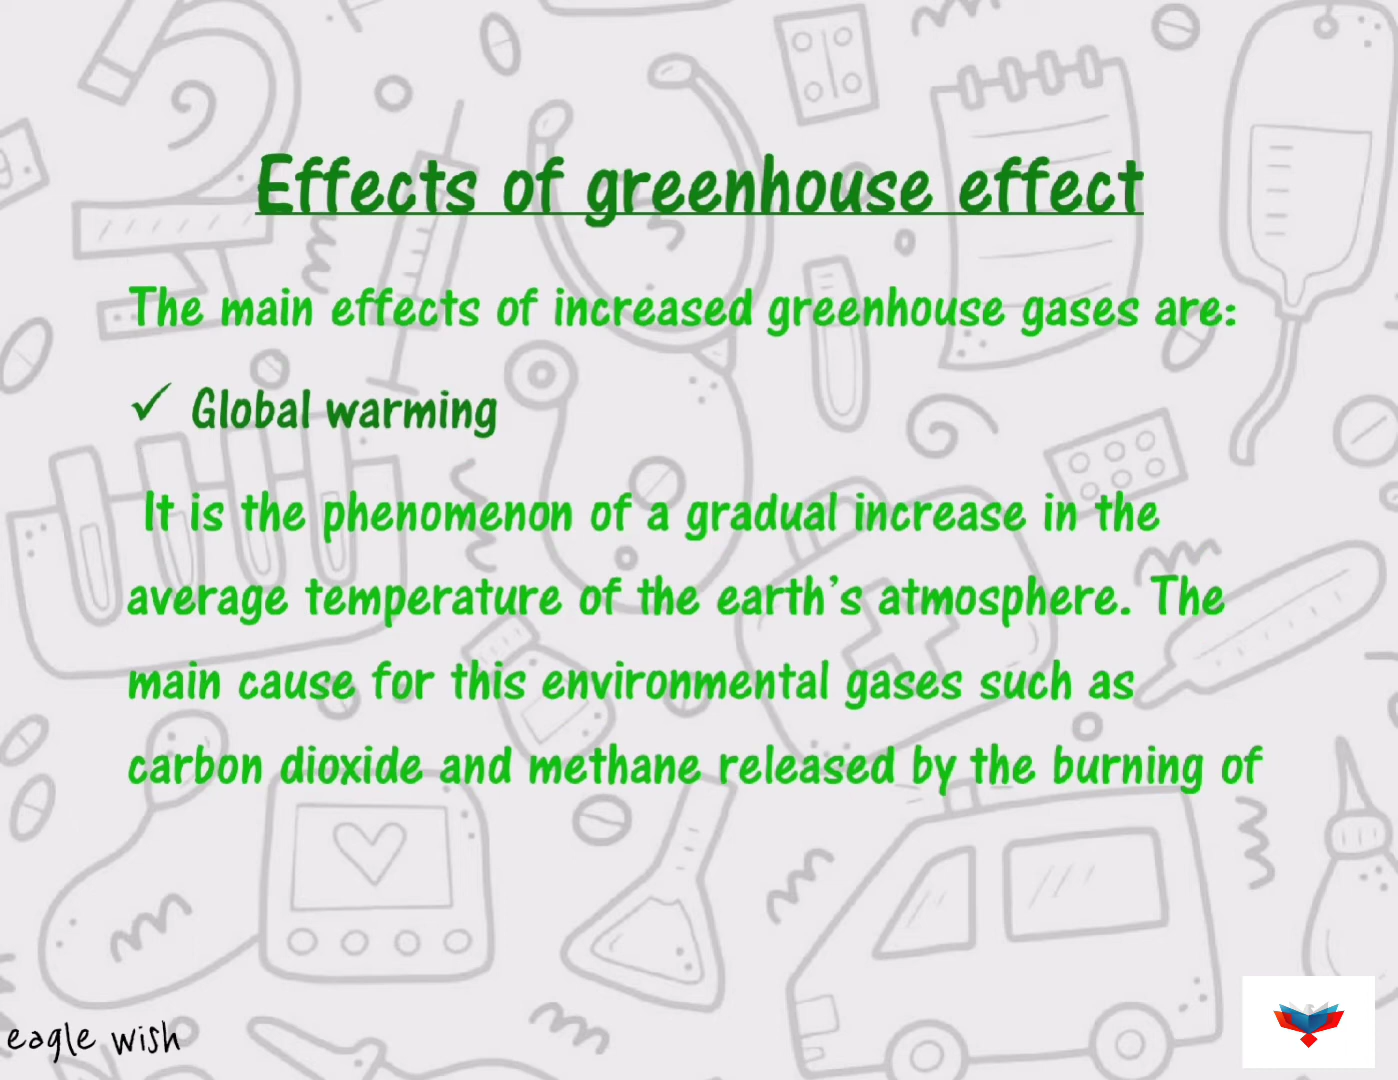 Effects of greenhouse effect
The main effects of increased greenhouse gases are:
✓ Global warming
It is the phenomenon of a gradual increase in the
average temperature of the earth's atmosphere. The
main cause for this environmental gases such as
carbon dioxide and methane released by the burning of
eagle wish